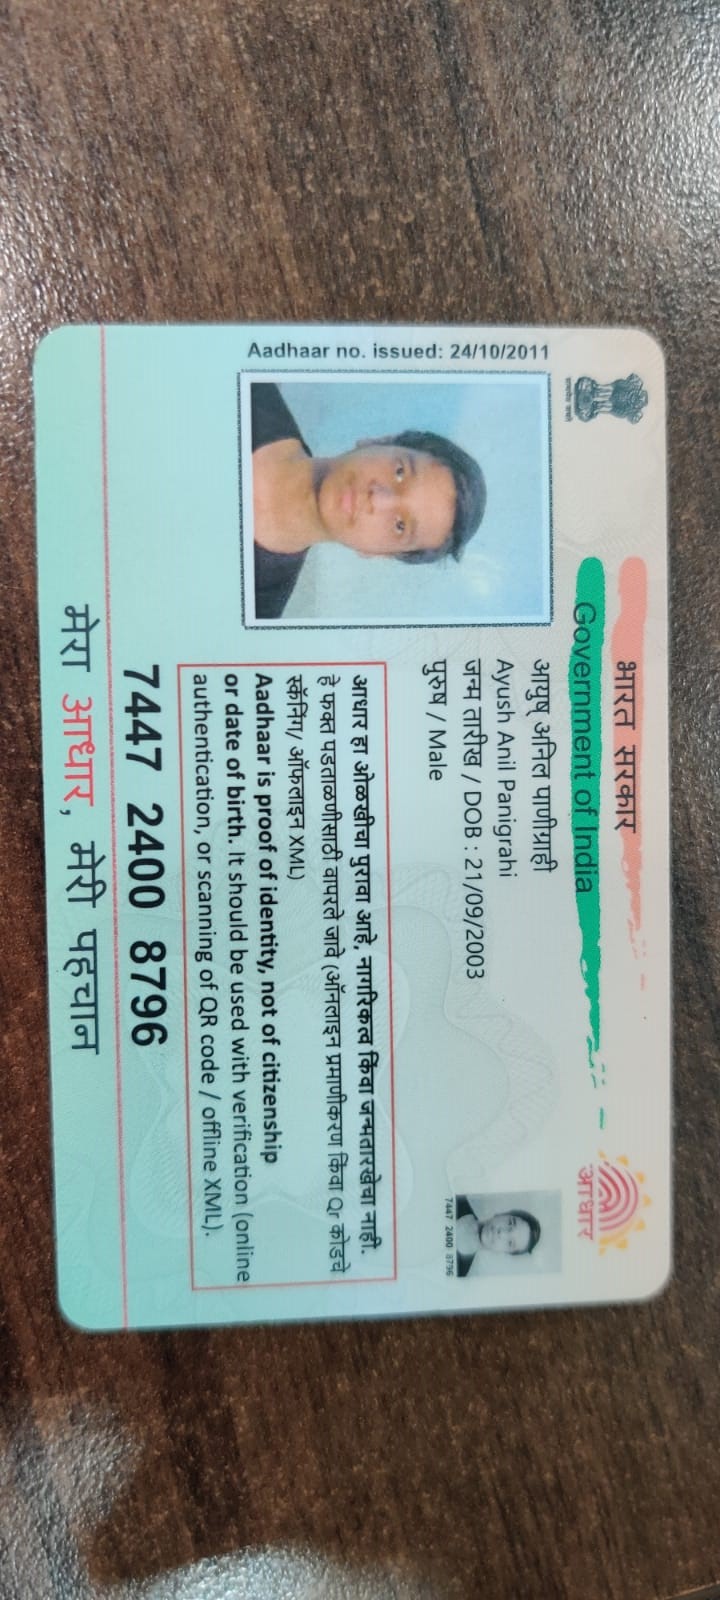 भारत सरकार
Government of India
Aadhaar no. issued: 24/10/2011
आयुष् अनिल पाणीग्राही
Ayush Anil Panigrahi
जन्म तारीख / DOB : 21/09/2003
पुरुष / Male
आधार
7447 2400 8796
आधार हा ओळखीचा पुरावा आहे, नागरिकत्व किंवा जन्मतारखेचा नाही.
हे फक्त पडताळणीसाठी वापरले जावे (ऑनलाइन प्रमाणीकरण किंवा Qr कोडचे
स्कॅनिंग/ ऑफलाइन XML)
Aadhaar is proof of identity, not of citizenship
or date of birth. It should be used with verification (online
authentication, or scanning of QR code / offline XML).
7447 2400 8796
मेरा आधार, मेरी पहचान